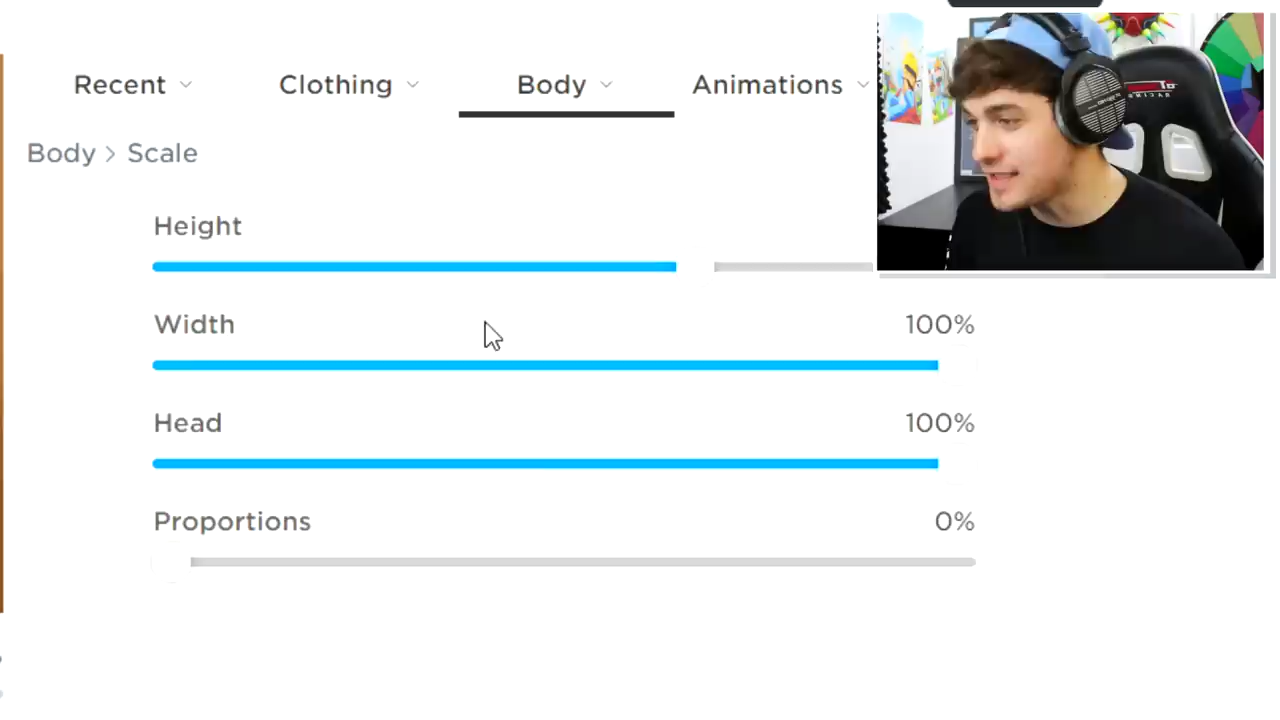 Recent Clothing Body Animations
Body > Scale
Height
Width 100%
Head 100%
Proportions 0%